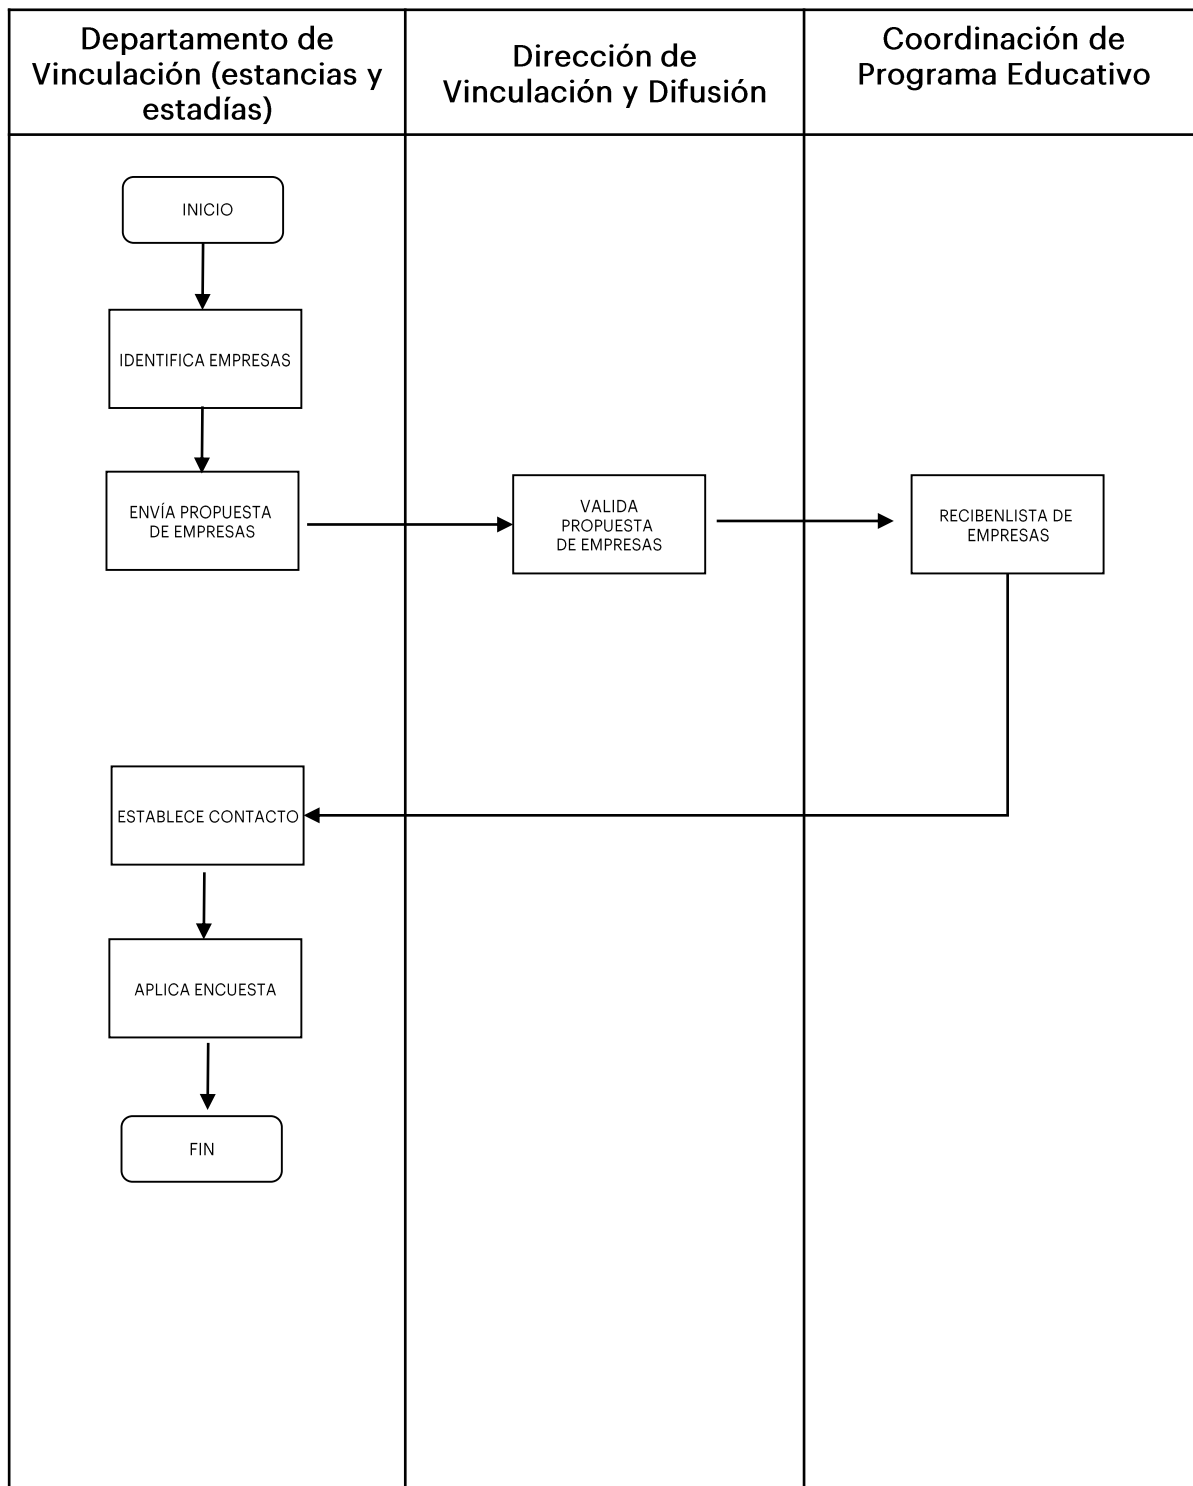 Departamento de
Vinculación (estancias y
estadías)
Dirección de
Vinculación y Difusión
Coordinación de
Programa Educativo
INICIO
IDENTIFICA EMPRESAS
ENVÍA PROPUESTA
DE EMPRESAS
VALIDA
PROPUESTA
DE EMPRESAS
RECIBENLISTA DE
EMPRESAS
ESTABLECE CONTACTO
APLICA ENCUESTA
FIN